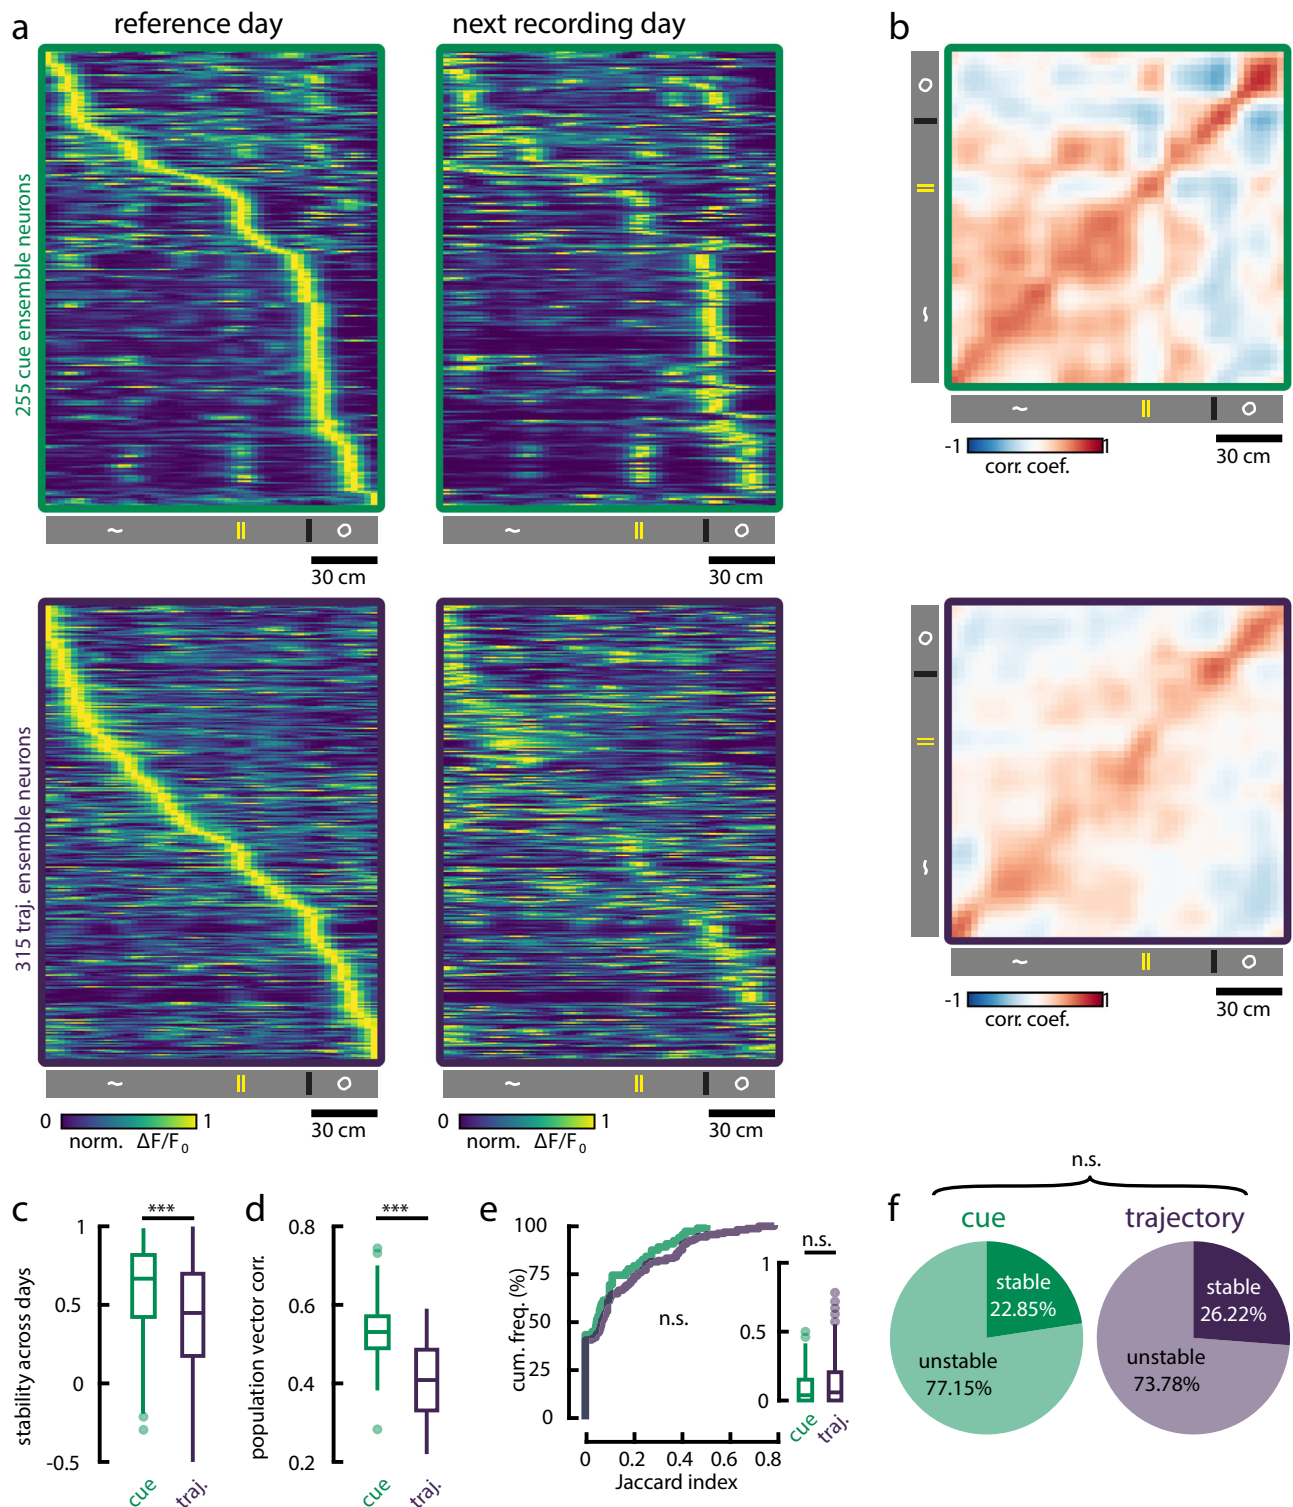 a
reference day
next recording day
255 cue ensemble neurons
30 cm
30 cm
315 traj. ensemble neurons
0 1
norm. ΔF/F0
30 cm
0 1
norm. ΔF/F0
30 cm
b
-1 1
corr. coef.
30 cm
-1 1
corr. coef.
30 cm
c
***
stability across days
1
0.5
0
-0.5
cue
traj.
d
***
population vector corr.
0.8
0.6
0.4
0.2
cue
traj.
e
cum. freq. (%)
100
75
50
25
0
n.s.
0 0.2 0.4 0.6 0.8
Jaccard index
n.s.
1
0.5
0
cue
traj.
f
n.s.
cue
trajectory
stable
22.85%
unstable
77.15%
stable
26.22%
unstable
73.78%